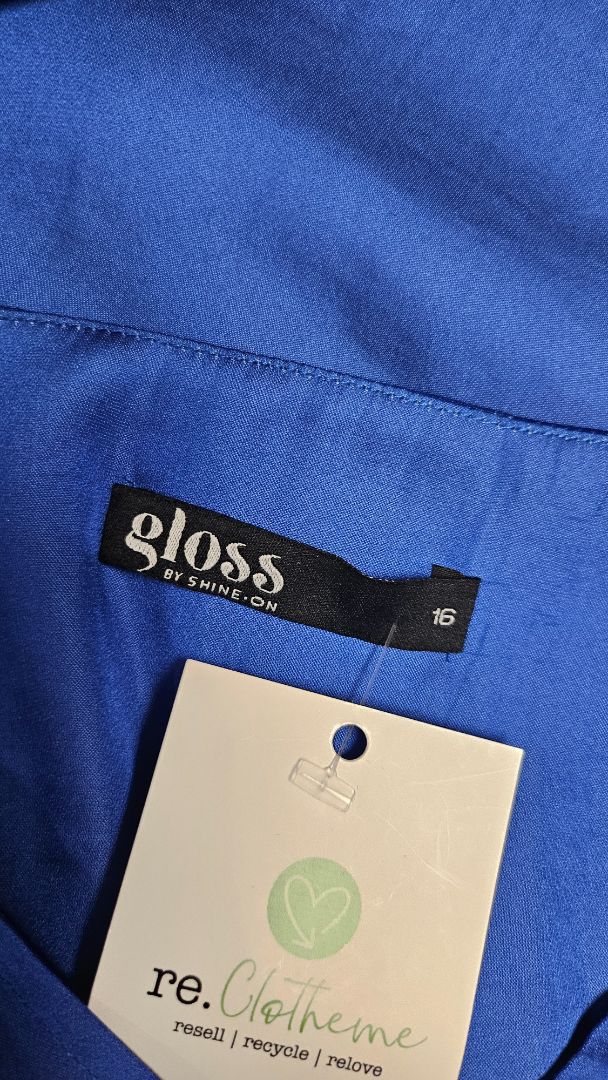 gloss
BY SHINE·ON
16
re.Clotheme
resell | recycle | relove